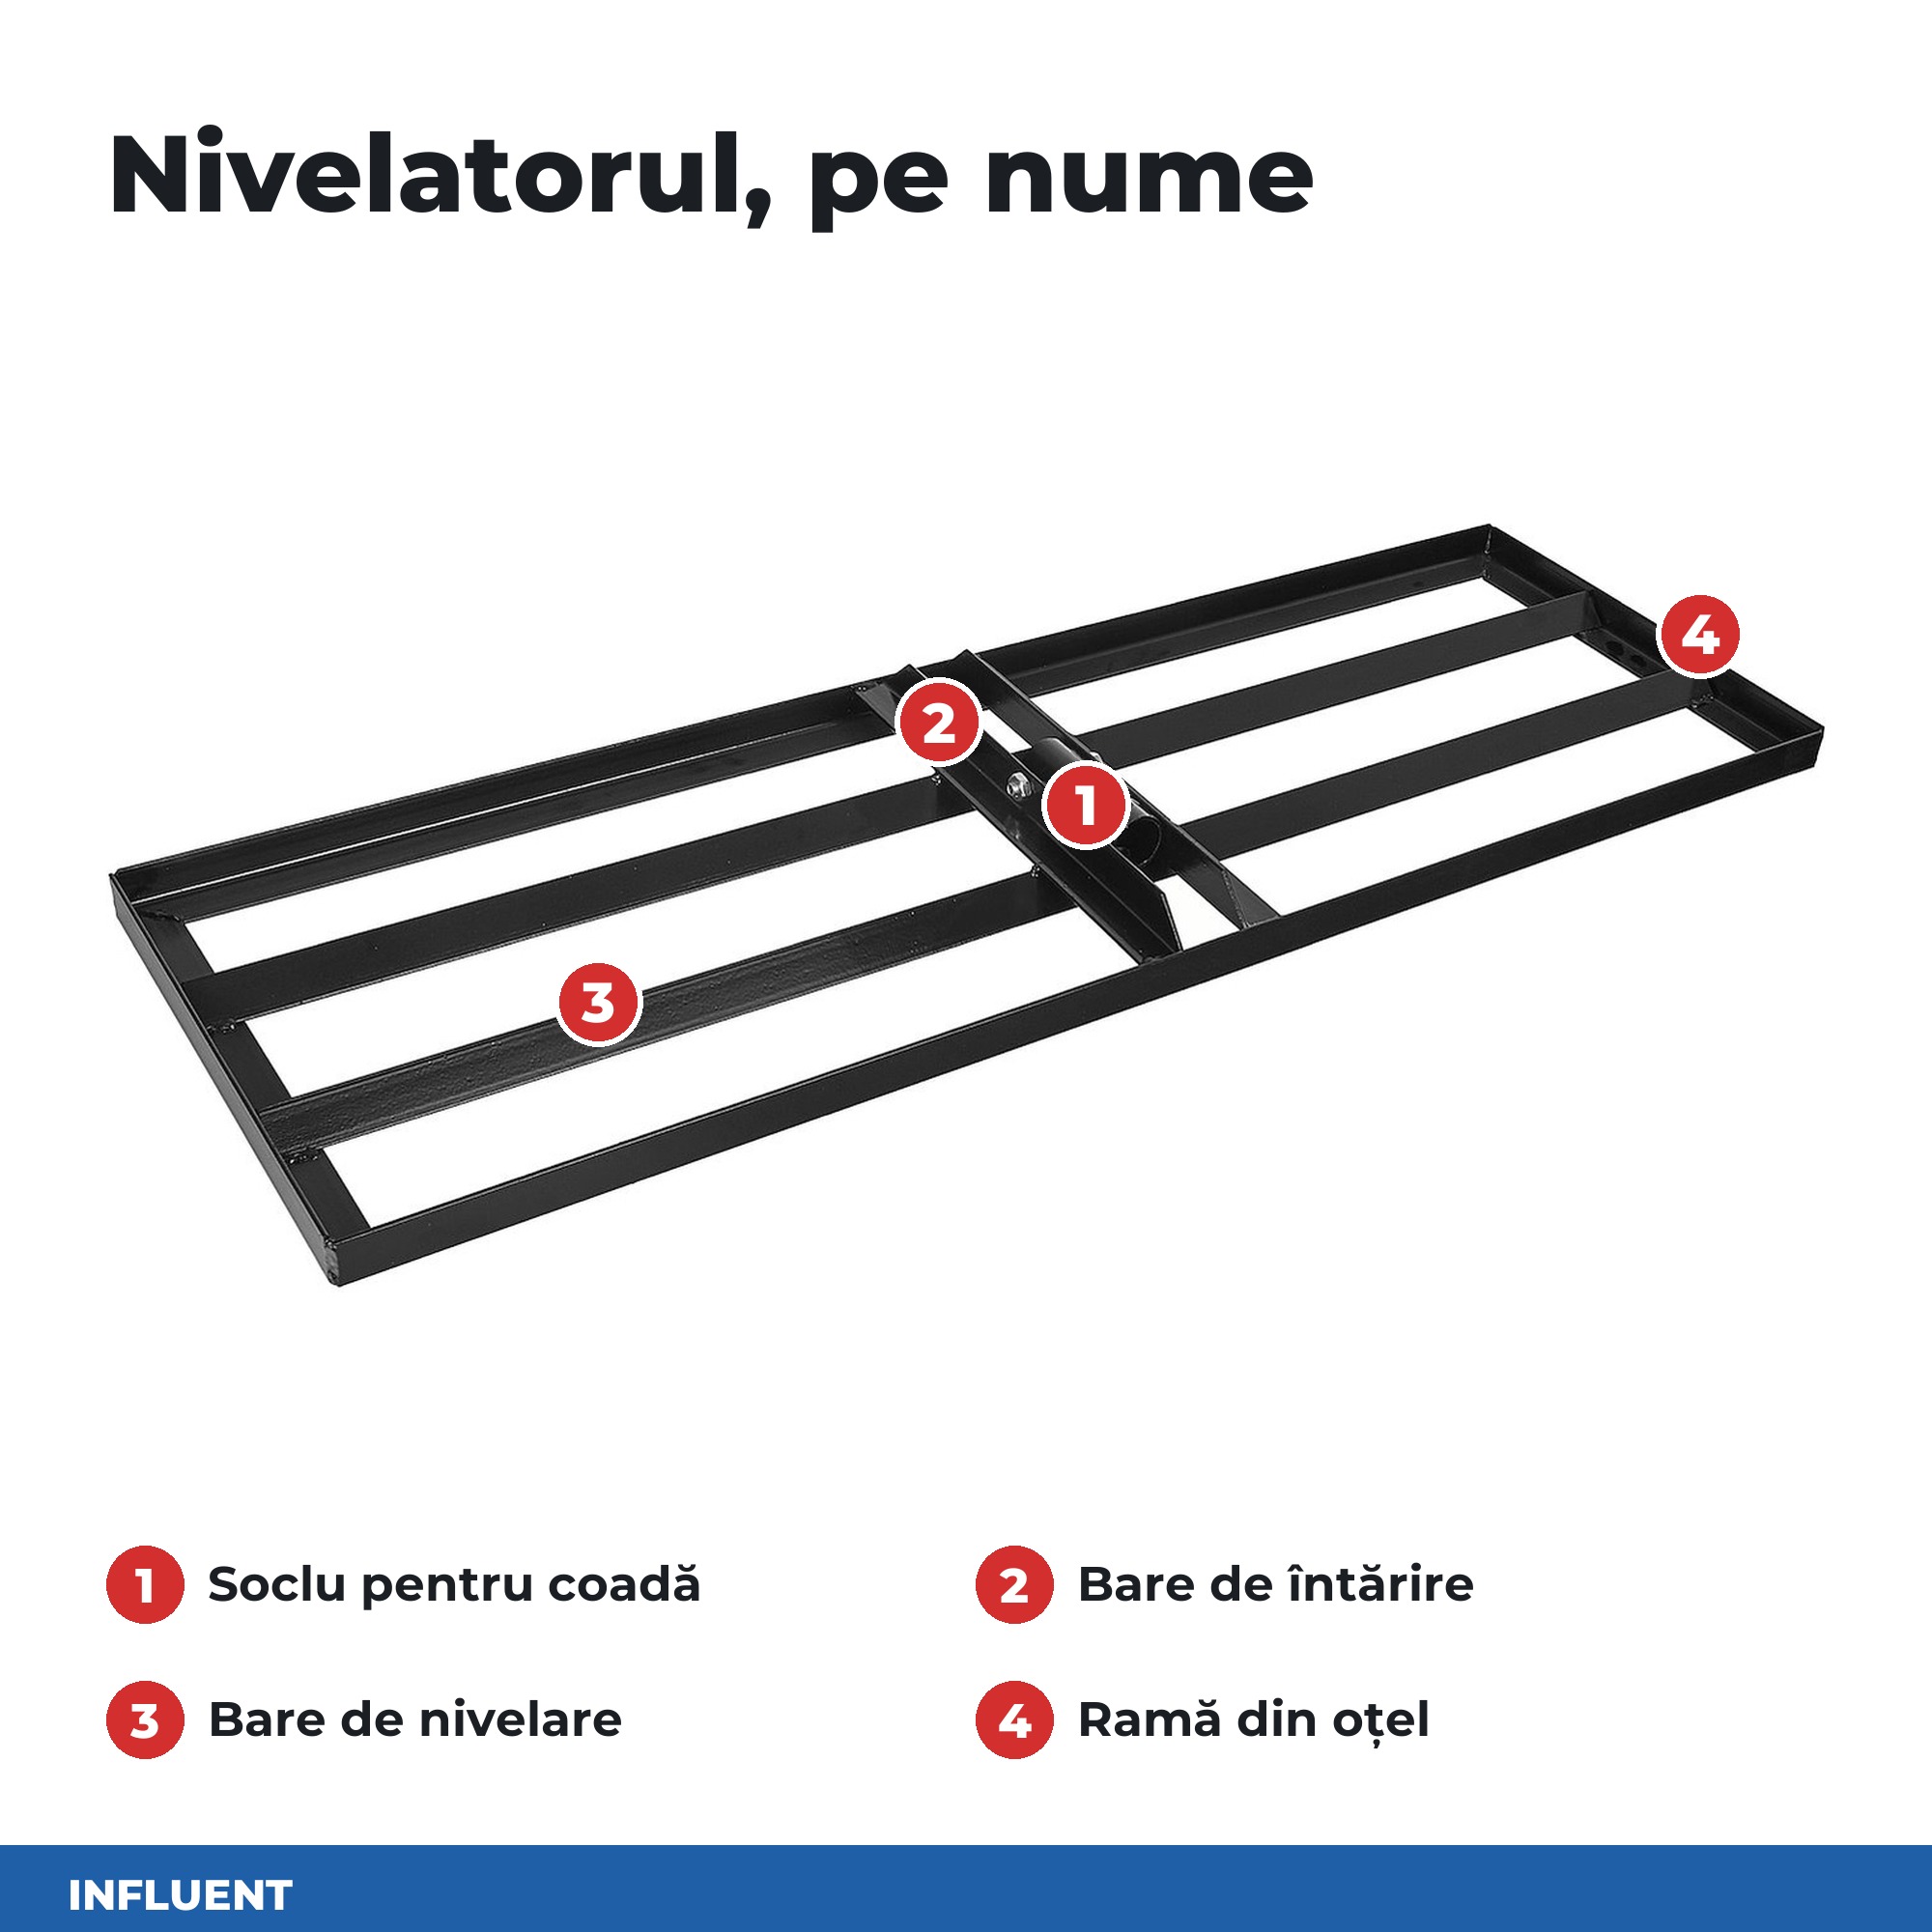 Nivelatorul, pe nume
2
1
4
3
1 Soclu pentru coadă
2 Bare de întărire
3 Bare de nivelare
4 Ramă din oțel
INFLUENT